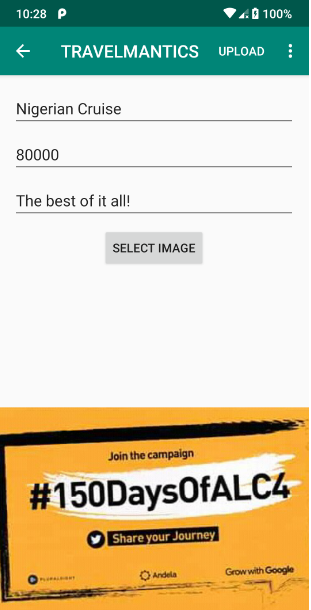 10:28
100%
TRAVELMANTICS
UPLOAD
Nigerian Cruise
80000
The best of it all!
SELECT IMAGE
Join the campaign
#150DaysOfALC4
Share your Journey
PLURALSIGHT
Andela
Grow with Google